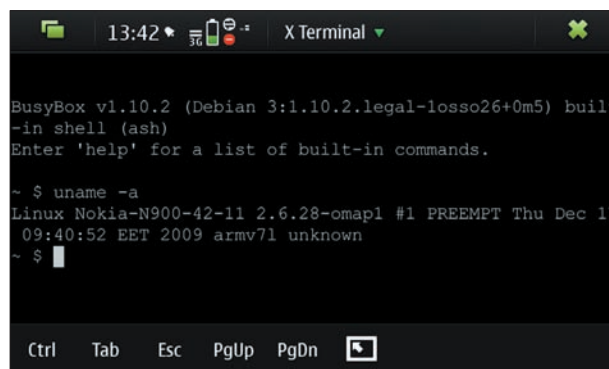 13:42 3G X Terminal
BusyBox v1.10.2 (Debian 3:1.10.2.legal-1osso26+0m5) buil
-in shell (ash)
Enter 'help' for a list of built-in commands.
~ $ uname -a
Linux Nokia-N900-42-11 2.6.28-omap1 #1 PREEMPT Thu Dec 1
09:40:52 EET 2009 armv7l unknown
~ $
Ctrl Tab Esc PgUp PgDn